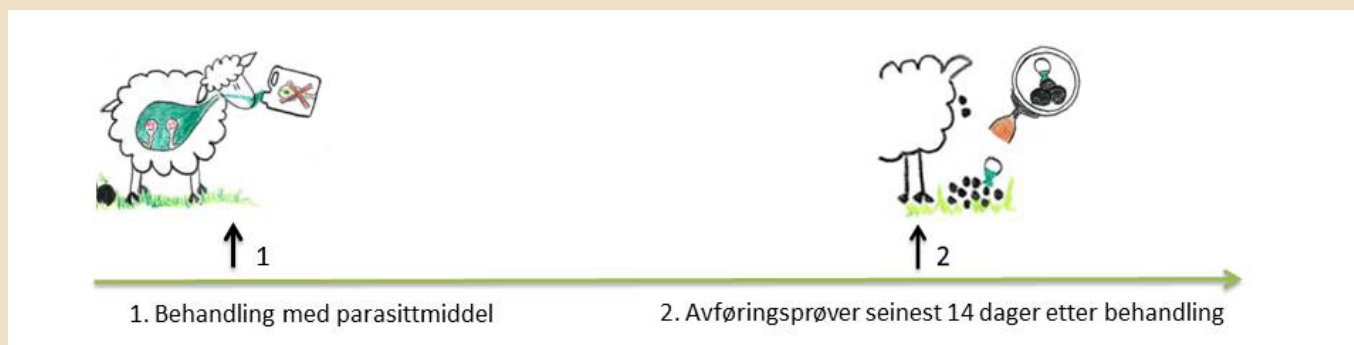 1
2
1. Behandling med parasittmiddel
2. Avføringsprøver seinest 14 dager etter behandling